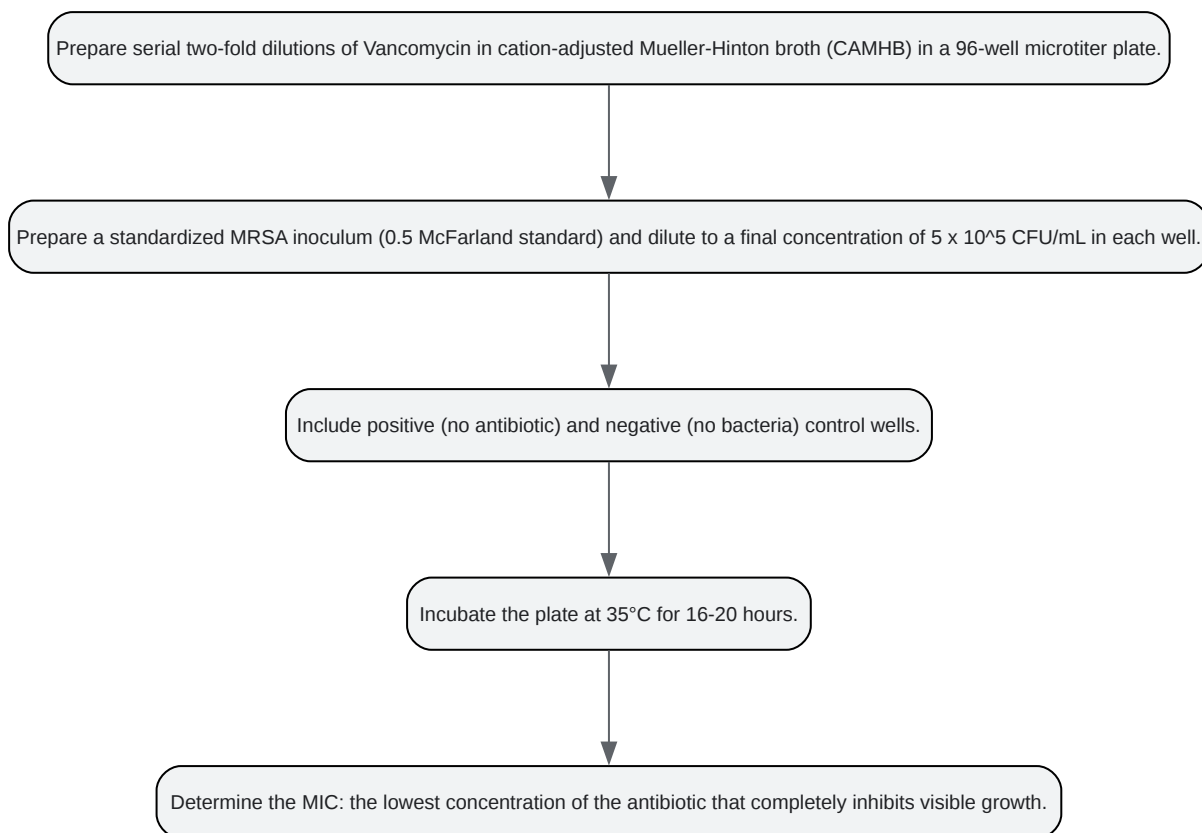 Prepare serial two-fold dilutions of Vancomycin in cation-adjusted Mueller-Hinton broth (CAMHB) in a 96-well microtiter plate.
Prepare a standardized MRSA inoculum (0.5 McFarland standard) and dilute to a final concentration of 5 x 10^5 CFU/mL in each well.
Include positive (no antibiotic) and negative (no bacteria) control wells.
Incubate the plate at 35°C for 16-20 hours.
Determine the MIC: the lowest concentration of the antibiotic that completely inhibits visible growth.